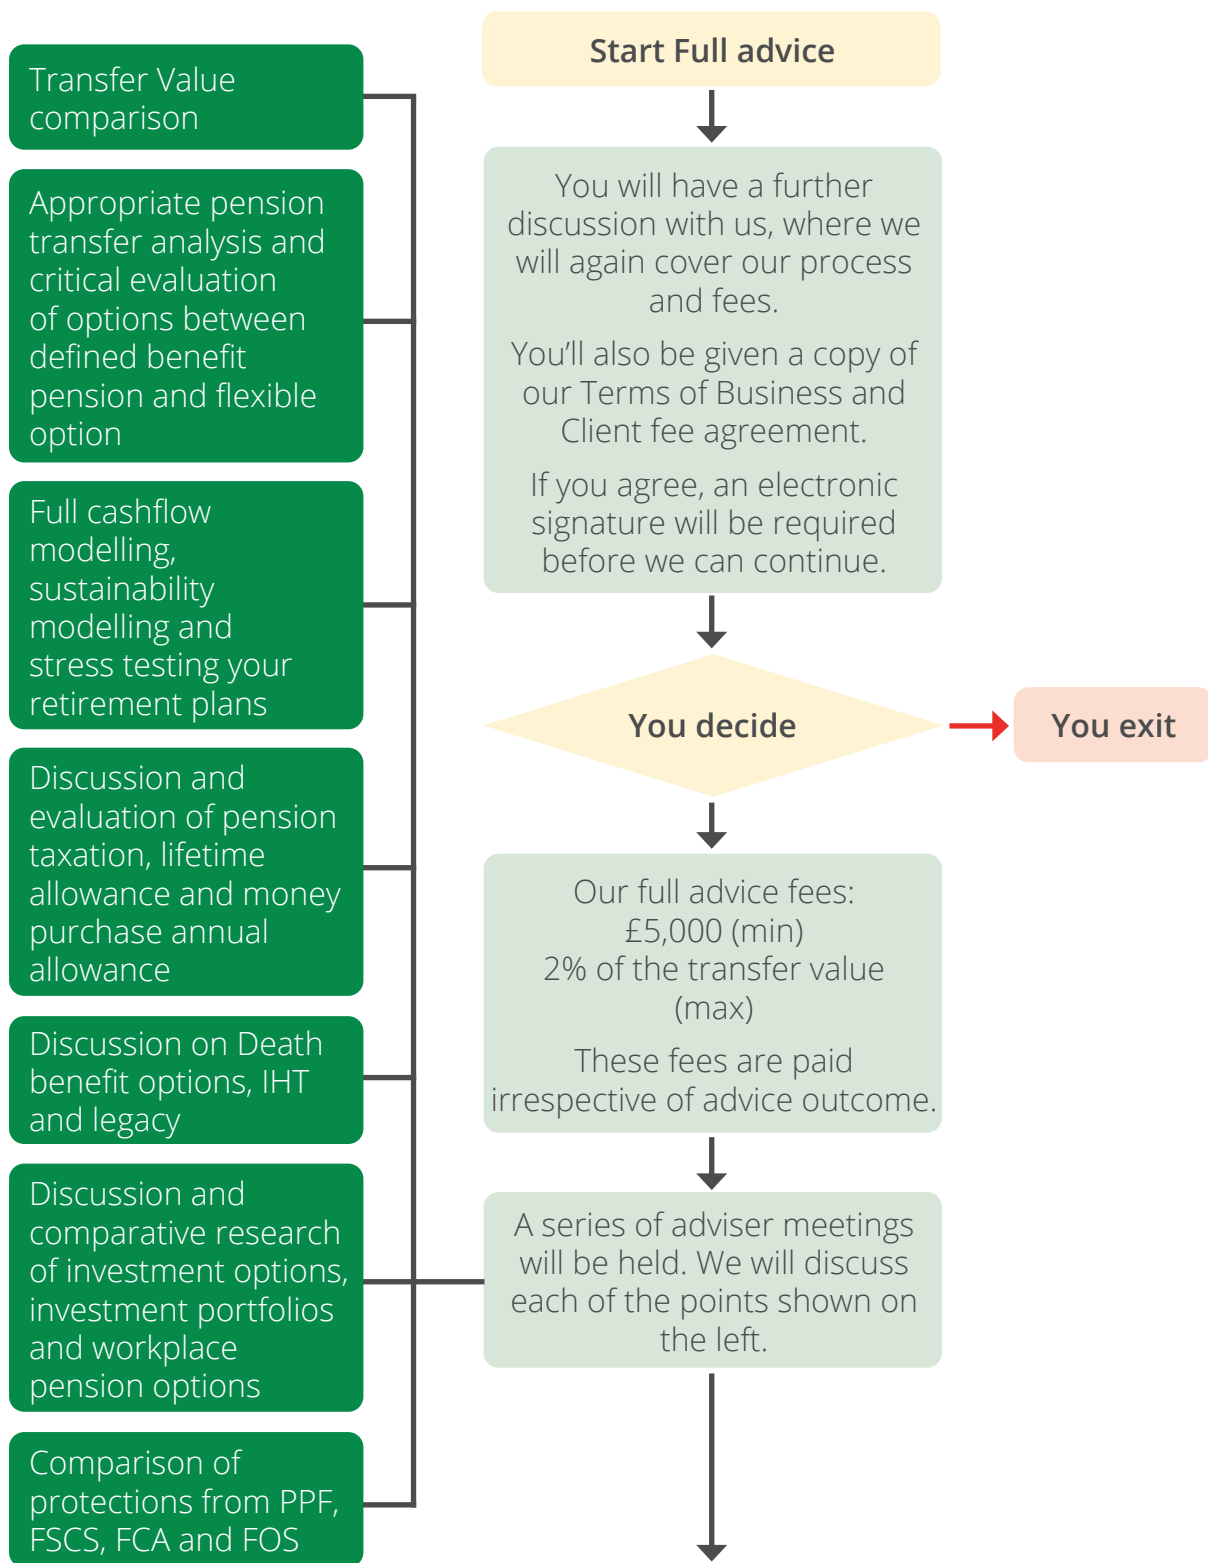 Start Full advice
Transfer Value
comparison
Appropriate pension
transfer analysis and
critical evaluation
of options between
defined benefit
pension and flexible
option
Full cashflow
modelling,
sustainability
modelling and
stress testing your
retirement plans
Discussion and
evaluation of pension
taxation, lifetime
allowance and money
purchase annual
allowance
Discussion on Death
benefit options, IHT
and legacy
Discussion and
comparative research
of investment options,
investment portfolios
and workplace
pension options
Comparison of
protections from PPF,
FSCS, FCA and FOS
You will have a further
discussion with us, where we
will again cover our process
and fees.
You’ll also be given a copy of
our Terms of Business and
Client fee agreement.
If you agree, an electronic
signature will be required
before we can continue.
You decide
You exit
Our full advice fees:
£5,000 (min)
2% of the transfer value
(max)
These fees are paid
irrespective of advice outcome.
A series of adviser meetings
will be held. We will discuss
each of the points shown on
the left.